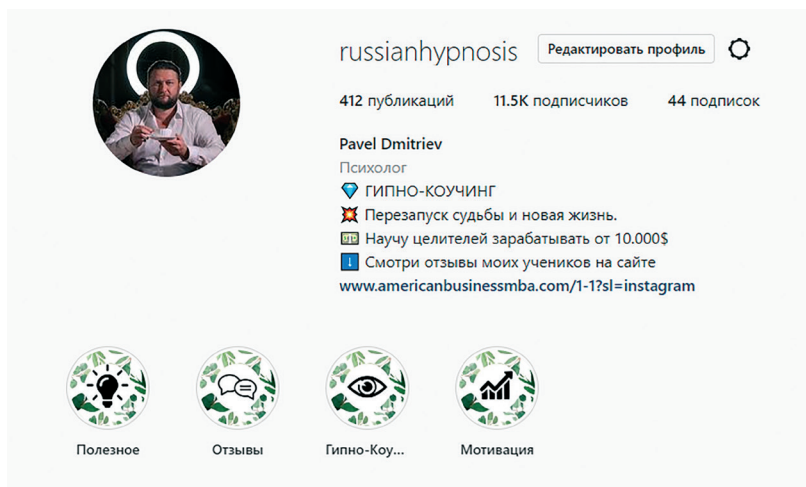 russianhypnosis Редактировать профиль
412 публикаций 11.5K подписчиков 44 подписок
Pavel Dmitriev
Психолог
💎 ГИПНО-КОУЧИНГ
💥 Перезапуск судьбы и новая жизнь.
💵 Научу целителей зарабатывать от 10.000$
⬇️ Смотри отзывы моих учеников на сайте
www.americanbusinessmba.com/1-1?sl=instagram
Полезное Отзывы Гипно-Коу... Мотивация